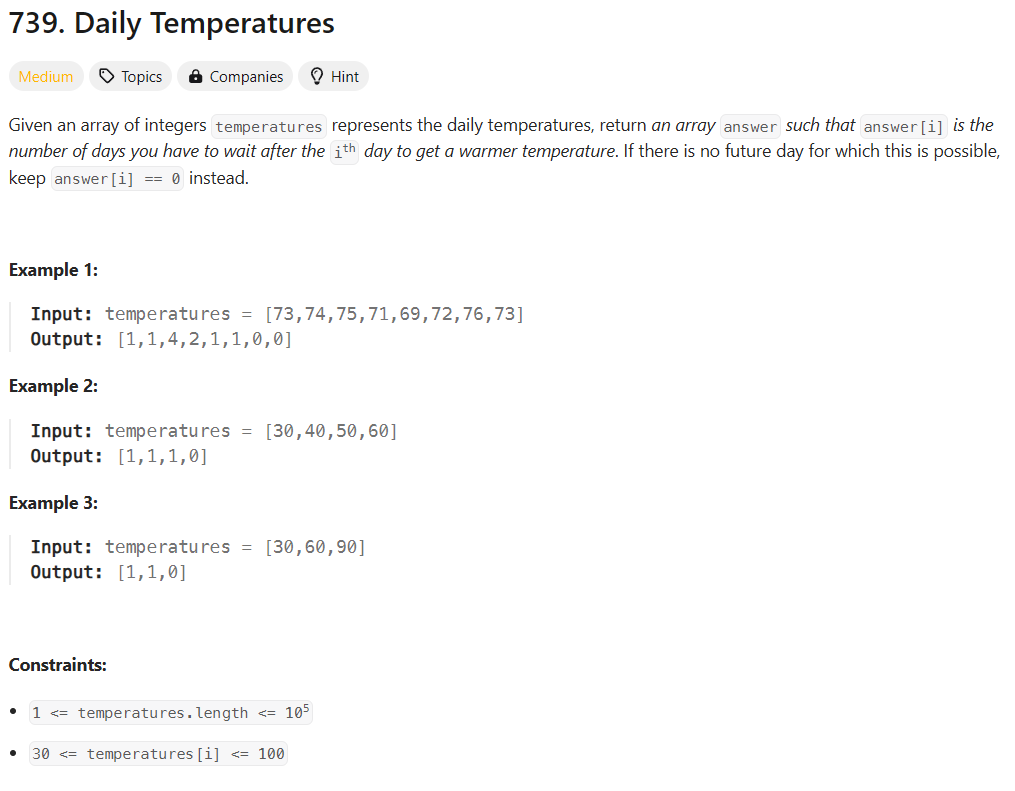 739. Daily Temperatures
Medium Topics Companies Hint
Given an array of integers temperatures represents the daily temperatures, return an array answer such that answer[i] is the
number of days you have to wait after the ith day to get a warmer temperature. If there is no future day for which this is possible,
keep answer[i] == 0 instead.
Example 1:
Input: temperatures = [73,74,75,71,69,72,76,73]
Output: [1,1,4,2,1,1,0,0]
Example 2:
Input: temperatures = [30,40,50,60]
Output: [1,1,1,0]
Example 3:
Input: temperatures = [30,60,90]
Output: [1,1,0]
Constraints:
• 1 <= temperatures.length <= 10⁵
• 30 <= temperatures[i] <= 100